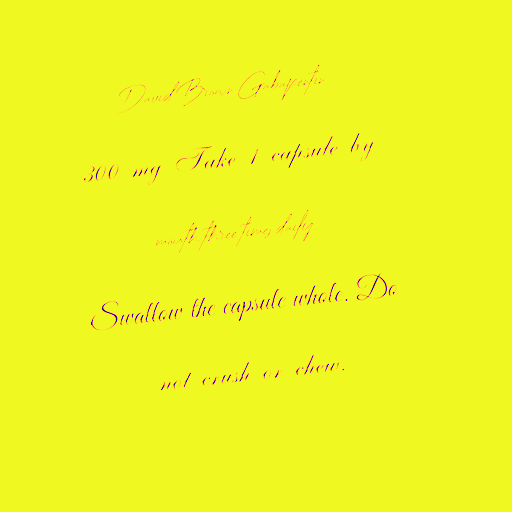 David Brown Gabapentin
300 mg Take 1 capsule by
mouth three times daily
Swallow the capsule whole. Do
not crush or chew.